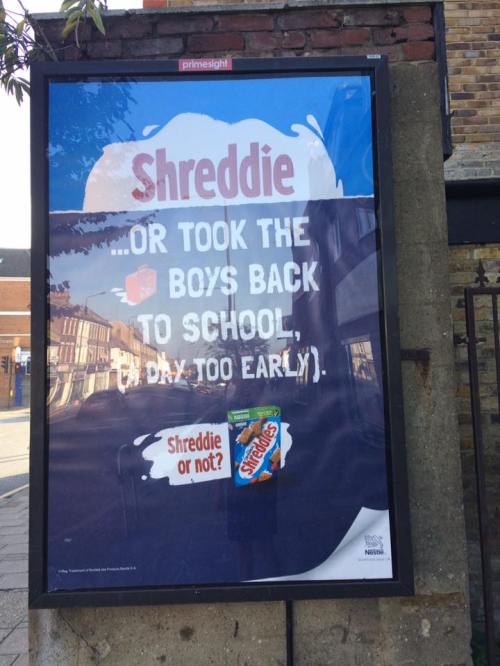 primesight
Shreddie
...OR TOOK THE
BOYS BACK
TO SCHOOL,
(A DAY TOO EARLY).
Shreddie
or not?
Shreddies
Nestlé